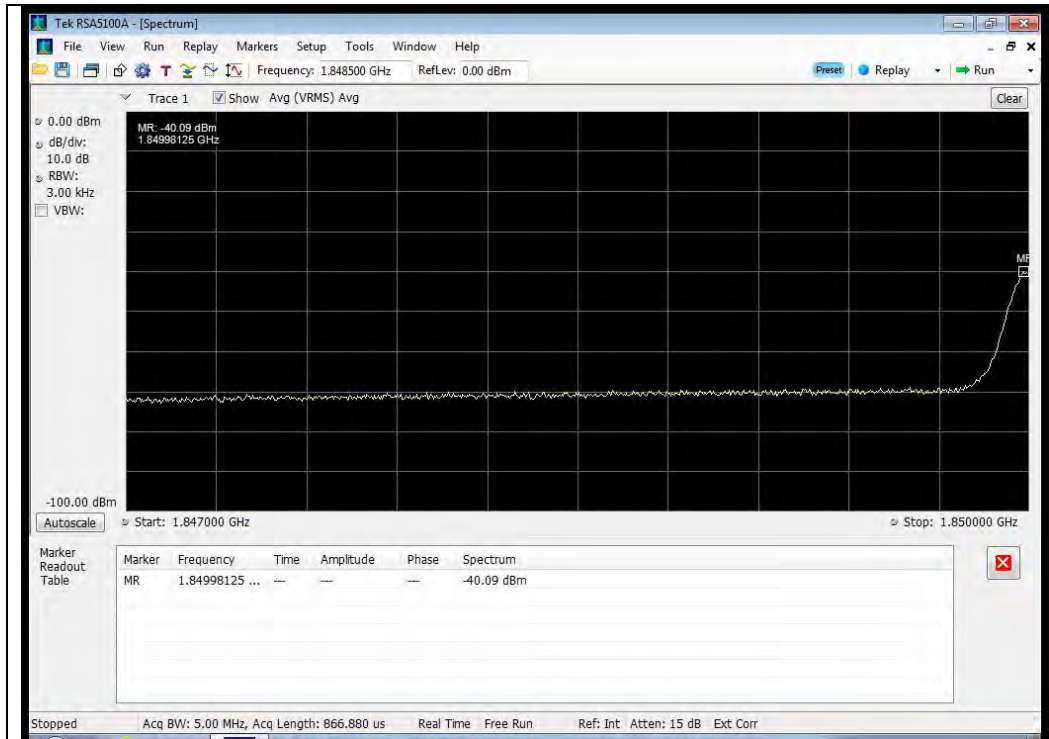 Tek RSA5100A - [Spectrum]
File View Run Replay Markers Setup Tools Window Help
T Frequency: 1.848500 GHz RefLev: 0.00 dBm Preset Replay Run
Trace 1 Show Avg (VRMS) Avg Clear
0.00 dBm
dB/div:
10.0 dB
RBW:
3.00 kHz
VBW:
MR: -40.09 dBm
1.84998125 GHz
MR
-100.00 dBm
Autoscale Start: 1.847000 GHz Stop: 1.850000 GHz
Marker
Readout
Table
Marker Frequency Time Amplitude Phase Spectrum
MR 1.84998125 ... --- --- --- -40.09 dBm
Stopped Acq BW: 5.00 MHz, Acq Length: 866.880 us Real Time Free Run Ref: Int Atten: 15 dB Ext Corr